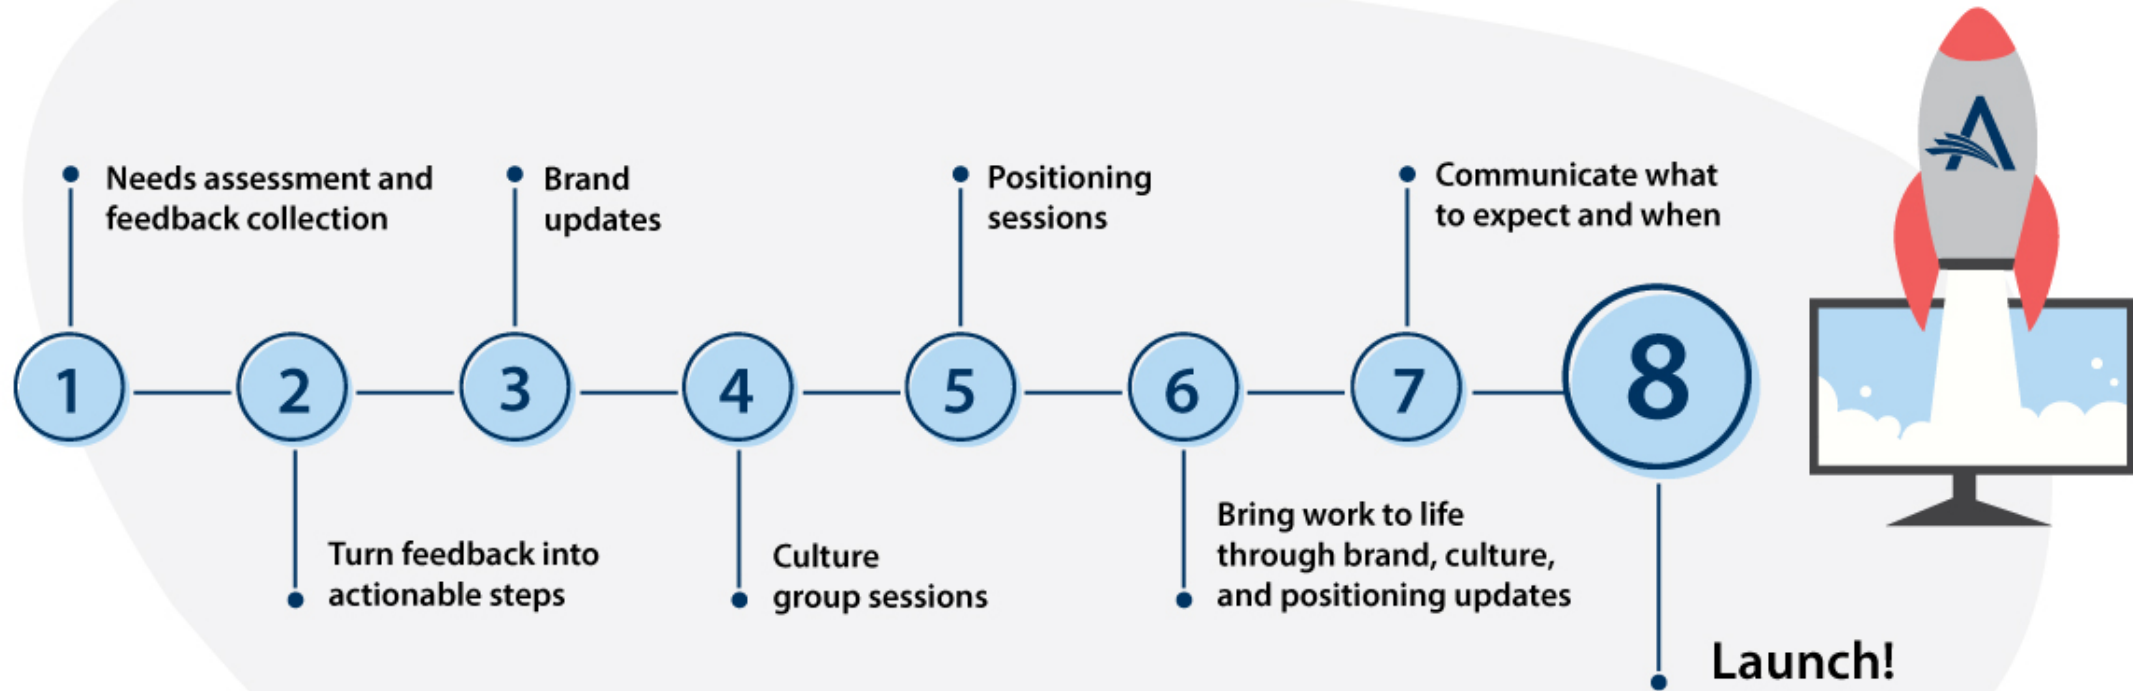 1
Needs assessment and
feedback collection
2
Turn feedback into
actionable steps
3
Brand
updates
4
Culture
group sessions
5
Positioning
sessions
6
Bring work to life
through brand, culture,
and positioning updates
7
Communicate what
to expect and when
8
Launch!
A